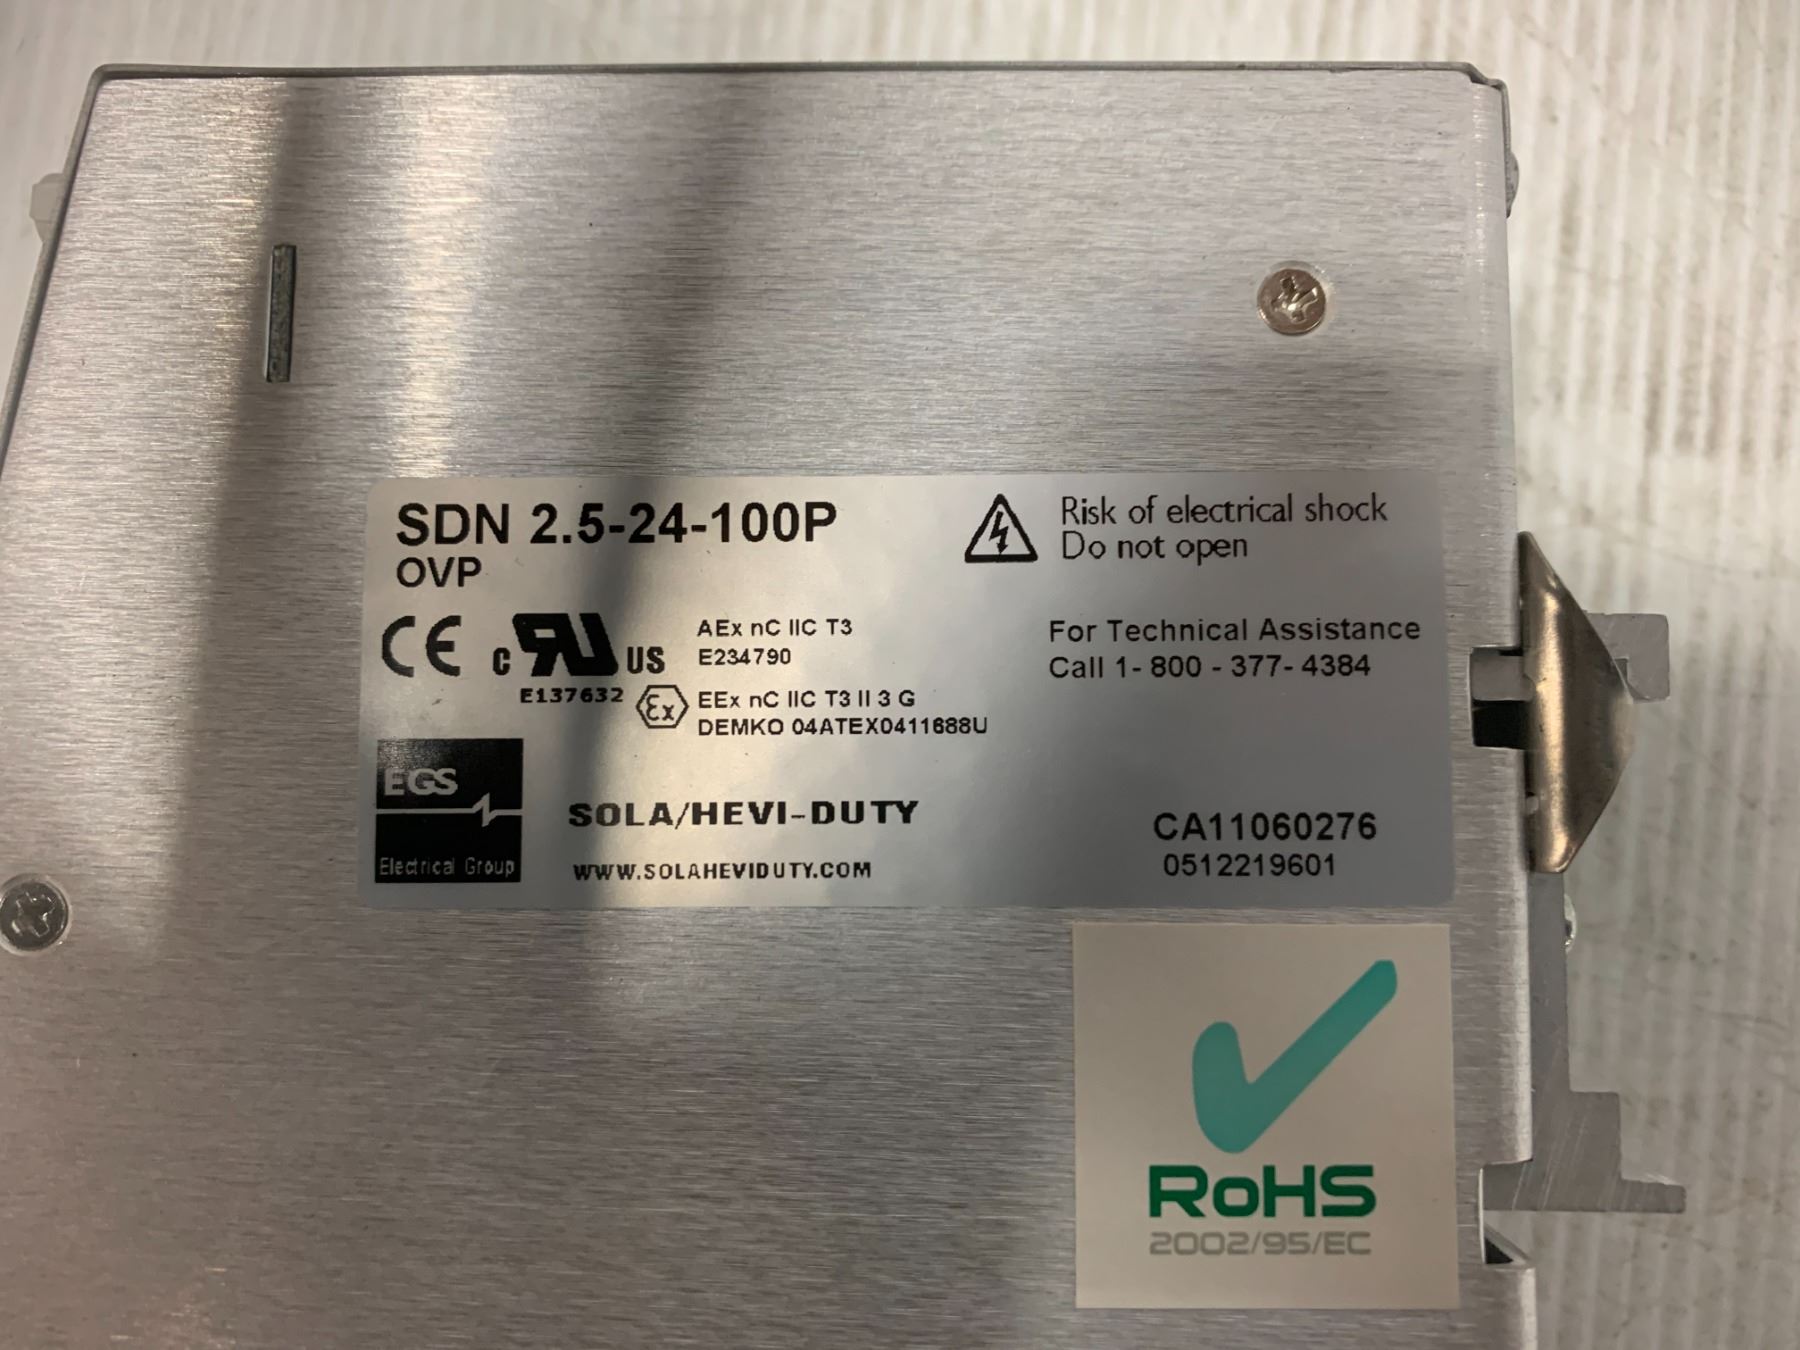 SDN 2.5-24-100P
OVP
Risk of electrical shock
Do not open
CE
C RU US
E137632
AEx nC IIC T3
E234790
Ex
EEx nC IIC T3 II 3 G
DEMKO 04ATEX0411688U
For Technical Assistance
Call 1- 800 - 377- 4384
EGS
Electrical Group
SOLA/HEVI-DUTY
WWW.SOLAHEVIDUTY.COM
CA11060276
0512219601
RoHS
2002/95/EC